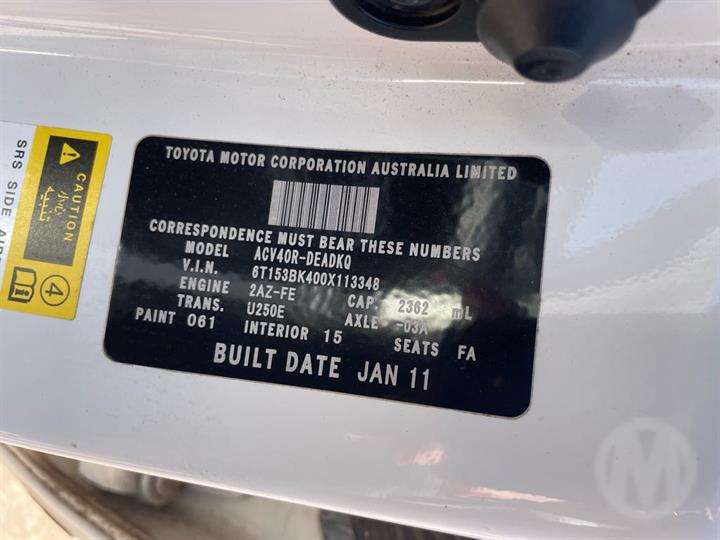 TOYOTA MOTOR CORPORATION AUSTRALIA LIMITED
CORRESPONDENCE MUST BEAR THESE NUMBERS
MODEL ACV40R-DEADKQ
V.I.N. 6T153BK400X113348
ENGINE 2AZ-FE CAP. 2362 mL
TRANS. U250E AXLE -03A
PAINT 061 INTERIOR 15 SEATS FA
BUILT DATE JAN 11
CAUTION
SRS SIDE
4
M